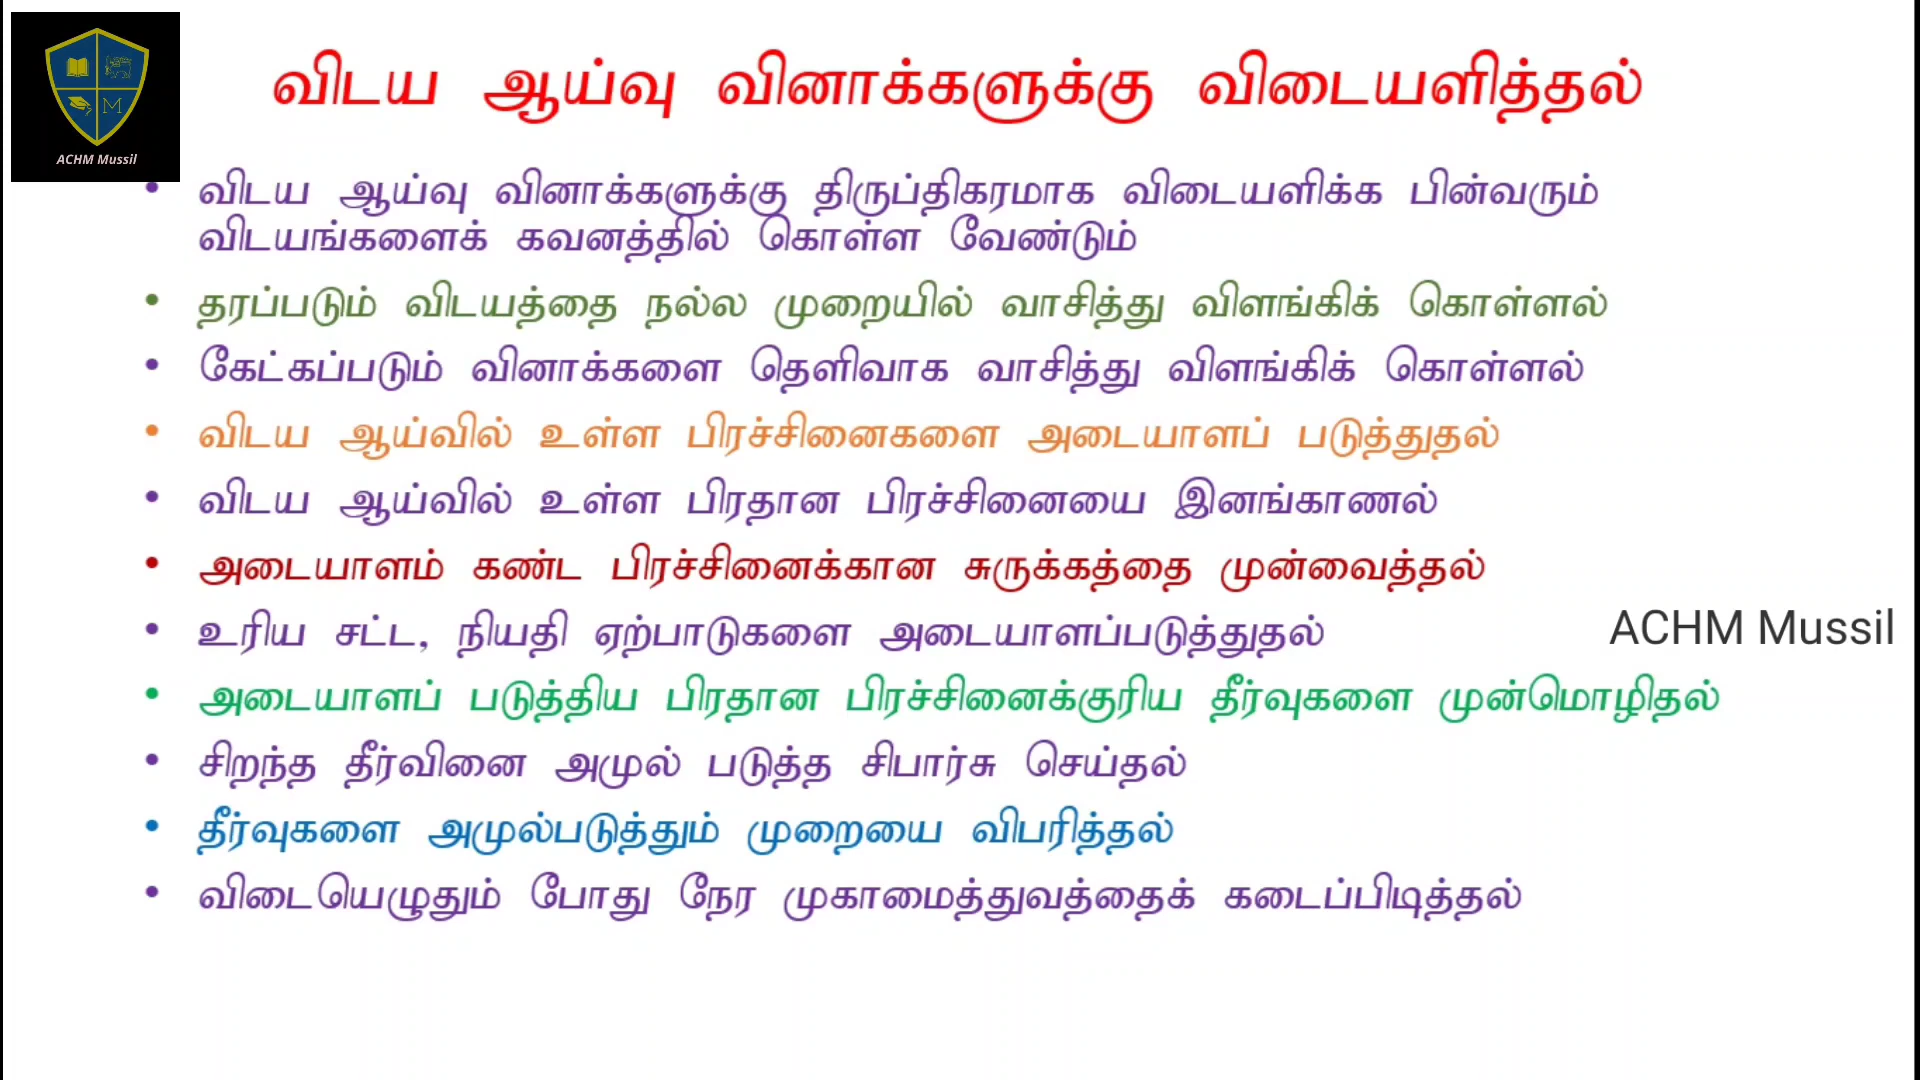 விடய ஆய்வு வினாக்களுக்கு விடையளித்தல்
M
ACHM Mussil
• விடய ஆய்வு வினாக்களுக்கு திருப்திகரமாக விடையளிக்க பின்வரும்
விடயங்களைக் கவனத்தில் கொள்ள வேண்டும்
• தரப்படும் விடயத்தை நல்ல முறையில் வாசித்து விளங்கிக் கொள்ளல்
• கேட்கப்படும் வினாக்களை தெளிவாக வாசித்து விளங்கிக் கொள்ளல்
• விடய ஆய்வில் உள்ள பிரச்சினைகளை அடையாளப் படுத்துதல்
• விடய ஆய்வில் உள்ள பிரதான பிரச்சினையை இனங்காணல்
• அடையாளம் கண்ட பிரச்சினைக்கான சுருக்கத்தை முன்வைத்தல்
• உரிய சட்ட, நியதி ஏற்பாடுகளை அடையாளப்படுத்துதல்
ACHM Mussil
• அடையாளப் படுத்திய பிரதான பிரச்சினைக்குரிய தீர்வுகளை முன்மொழிதல்
• சிறந்த தீர்வினை அமுல் படுத்த சிபார்சு செய்தல்
• தீர்வுகளை அமுல்படுத்தும் முறையை விபரித்தல்
• விடையெழுதும் போது நேர முகாமைத்துவத்தைக் கடைப்பிடித்தல்